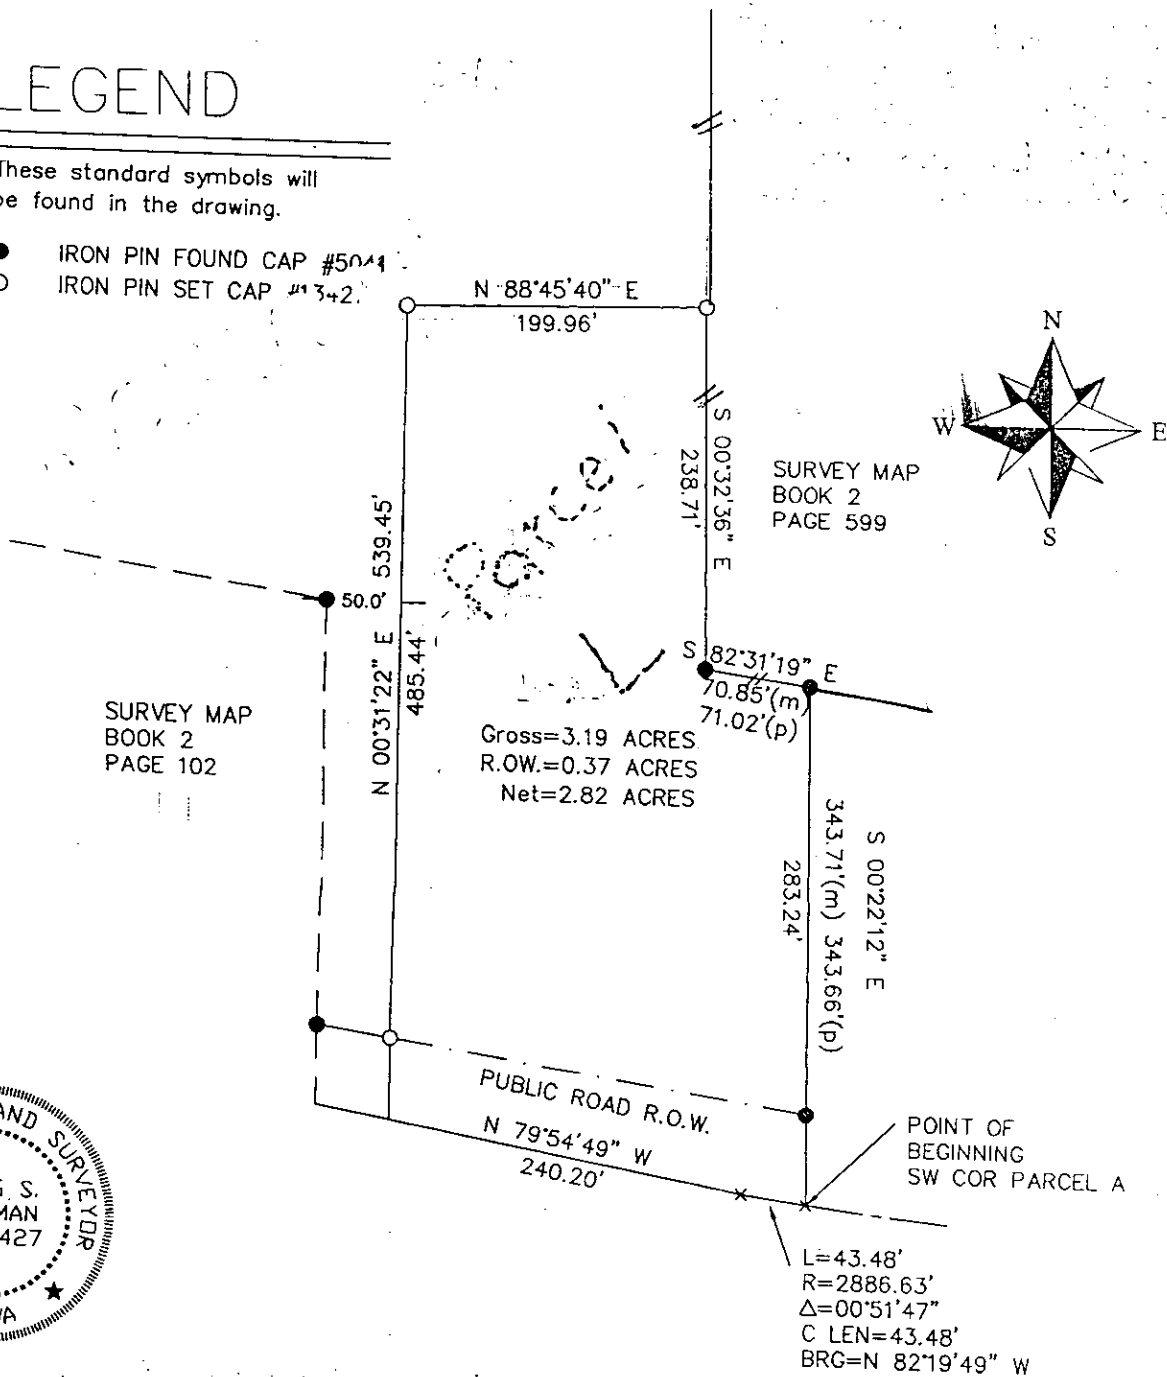 LEGEND
These standard symbols will
be found in the drawing.
IRON PIN FOUND CAP
IRON PIN SET CAP
N 88°45'40" E
199.96'
N
W
E
S
S 00°32'36" E
238.71'
SURVEY MAP
BOOK 2
PAGE 599
Parcel
N 00°31'22" E 539.45'
485.44'
50.0'
S 82°31'19" E
70.85'(m)
71.02'(p)
SURVEY MAP
BOOK 2
PAGE 102
Gross=3.19 ACRES
R.OW.=0.37 ACRES
Net=2.82 ACRES
S 00°22'12" E
343.71'(m) 343.66'(p)
283.24'
PUBLIC ROAD R.O.W.
N 79°54'49" W
240.20'
POINT OF
BEGINNING
SW COR PARCEL A
LAND SURVEYOR
S.
MAN
427
L=43.48'
R=2886.63'
Δ=00°51'47"
C LEN=43.48'
BRG=N 82°19'49" W